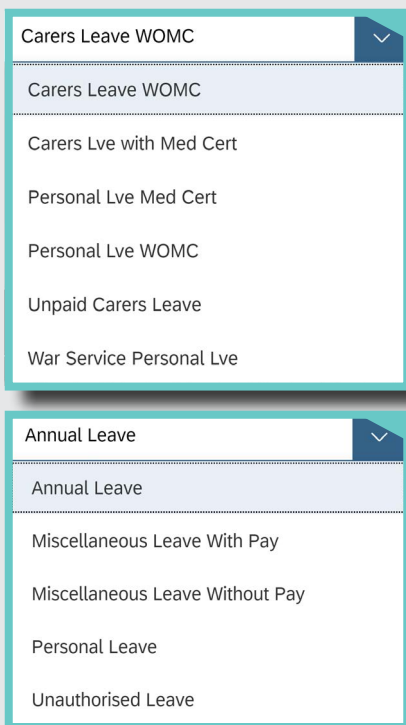 Carers Leave WOMC
Carers Leave WOMC
Carers Lve with Med Cert
Personal Lve Med Cert
Personal Lve WOMC
Unpaid Carers Leave
War Service Personal Lve
Annual Leave
Annual Leave
Miscellaneous Leave With Pay
Miscellaneous Leave Without Pay
Personal Leave
Unauthorised Leave